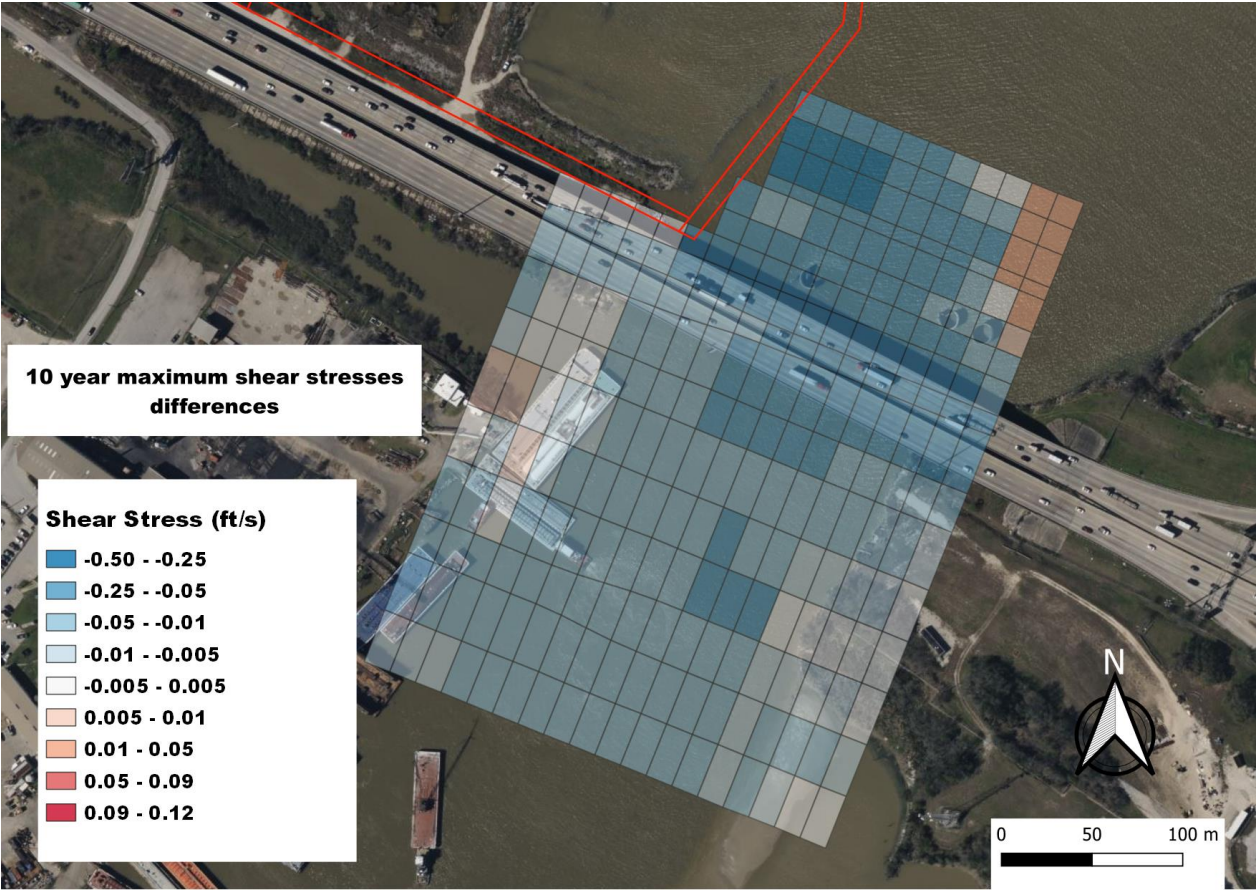 10 year maximum shear stresses
differences
Shear Stress (ft/s)
-0.50 - -0.25
-0.25 - -0.05
-0.05 - -0.01
-0.01 - -0.005
-0.005 - 0.005
0.005 - 0.01
0.01 - 0.05
0.05 - 0.09
0.09 - 0.12
N
0 50 100 m